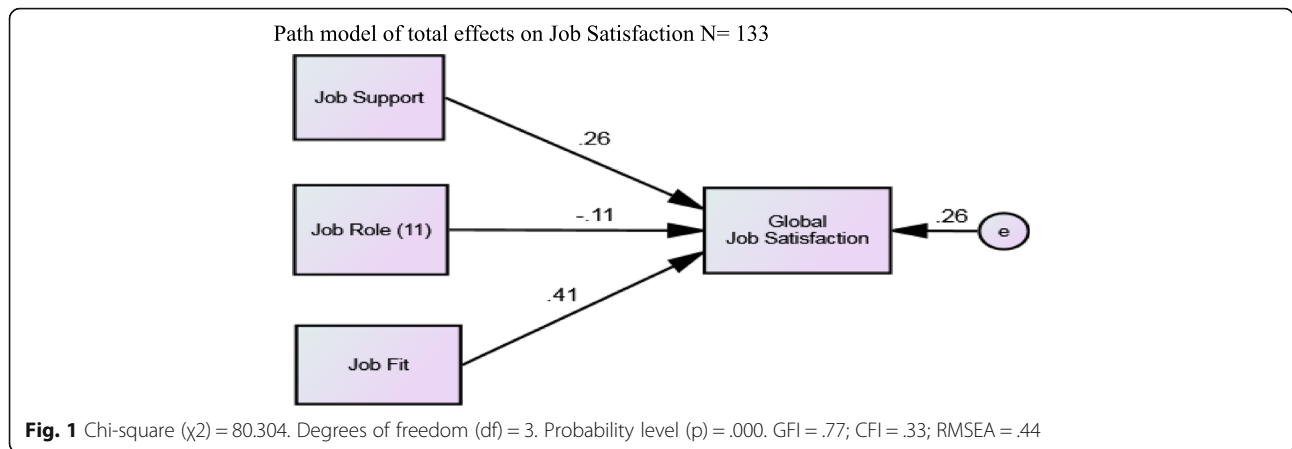 Path model of total effects on Job Satisfaction N= 133
Job Support
.26
Job Role (11)
-.11
Global
Job Satisfaction
.26
e
.41
Job Fit
Fig. 1 Chi-square (χ2) = 80.304. Degrees of freedom (df) = 3. Probability level (p) = .000. GFI = .77; CFI = .33; RMSEA = .44